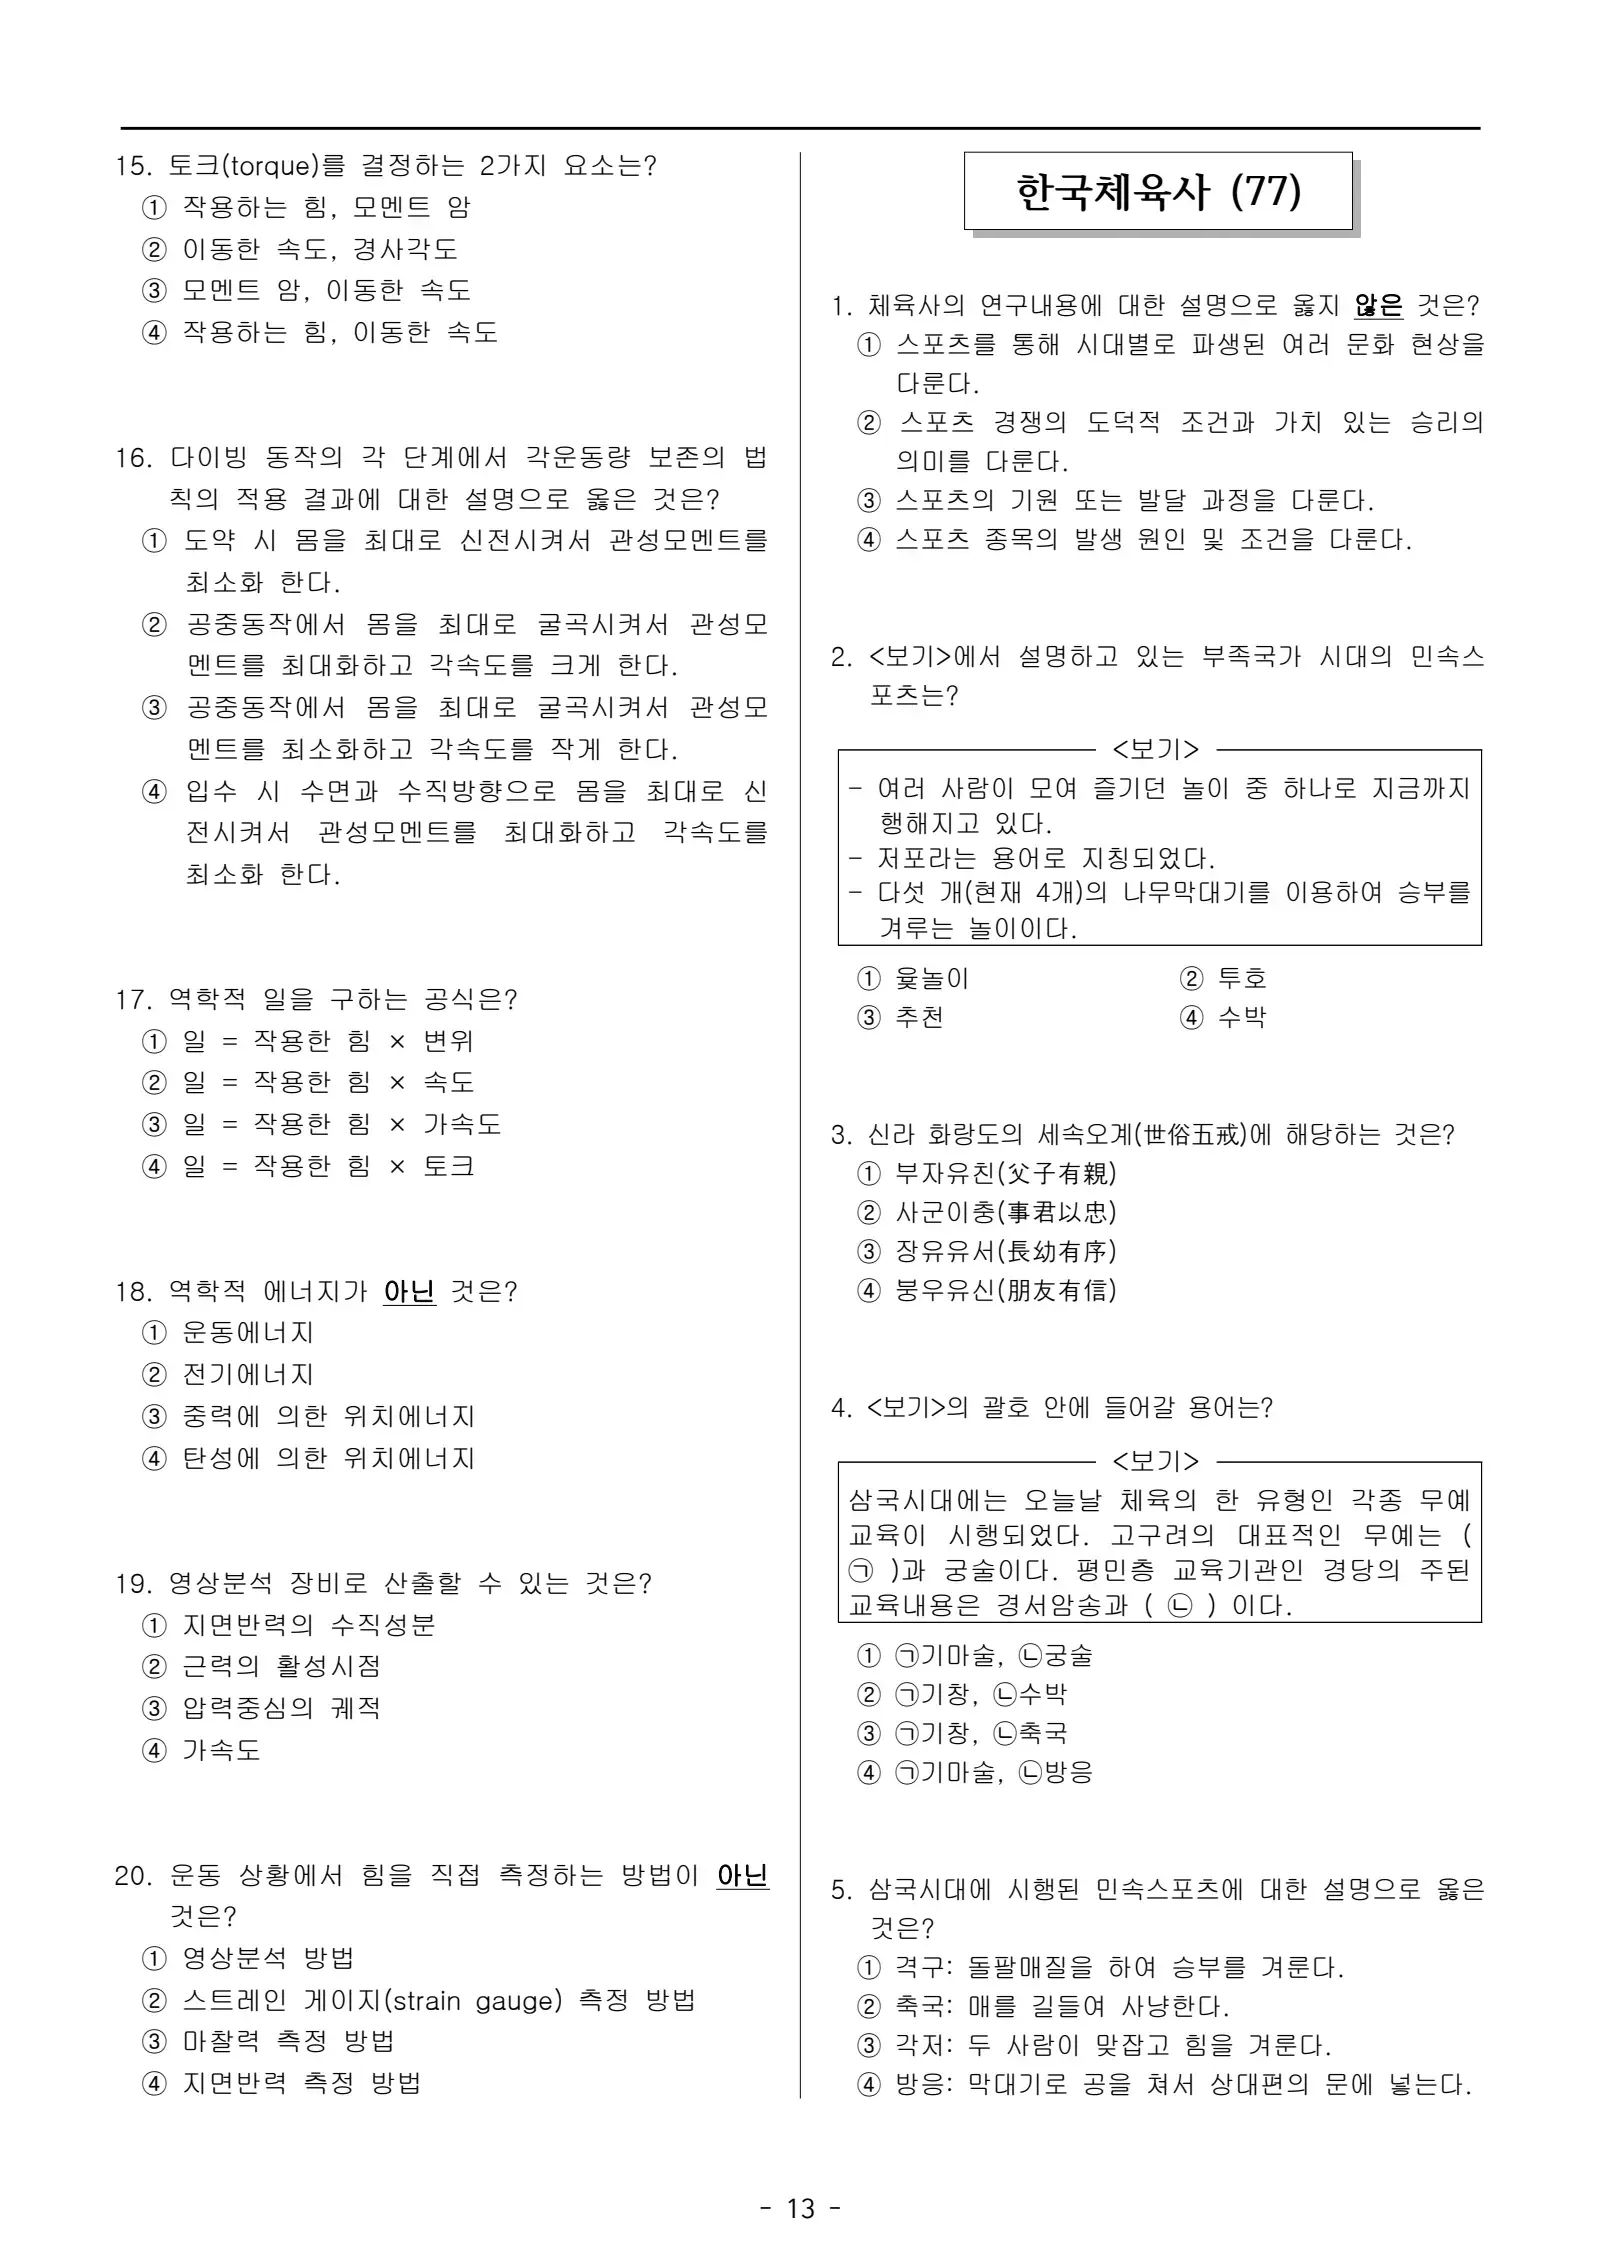 15. 토크(torque)를 결정하는 2가지 요소는?
① 작용하는 힘, 모멘트 암
② 이동한 속도, 경사각도
③ 모멘트 암, 이동한 속도
④ 작용하는 힘, 이동한 속도
16. 다이빙 동작의 각 단계에서 각운동량 보존의 법
칙의 적용 결과에 대한 설명으로 옳은 것은?
① 도약 시 몸을 최대로 신전시켜서 관성모멘트를
최소화 한다.
② 공중동작에서 몸을 최대로 굴곡시켜서 관성모
멘트를 최대화하고 각속도를 크게 한다.
③ 공중동작에서 몸을 최대로 굴곡시켜서 관성모
멘트를 최소화하고 각속도를 작게 한다.
④ 입수 시 수면과 수직방향으로 몸을 최대로 신
전시켜서 관성모멘트를 최대화하고 각속도를
최소화 한다.
17. 역학적 일을 구하는 공식은?
① 일 = 작용한 힘 × 변위
② 일 = 작용한 힘 × 속도
③ 일 = 작용한 힘 × 가속도
④ 일 = 작용한 힘 × 토크
18. 역학적 에너지가 아닌 것은?
① 운동에너지
② 전기에너지
③ 중력에 의한 위치에너지
④ 탄성에 의한 위치에너지
19. 영상분석 장비로 산출할 수 있는 것은?
① 지면반력의 수직성분
② 근력의 활성시점
③ 압력중심의 궤적
④ 가속도
20. 운동 상황에서 힘을 직접 측정하는 방법이 아닌
것은?
① 영상분석 방법
② 스트레인 게이지(strain gauge) 측정 방법
③ 마찰력 측정 방법
④ 지면반력 측정 방법
한국체육사 (77)
1. 체육사의 연구내용에 대한 설명으로 옳지 않은 것은?
① 스포츠를 통해 시대별로 파생된 여러 문화 현상을
다룬다.
② 스포츠 경쟁의 도덕적 조건과 가치 있는 승리의
의미를 다룬다.
③ 스포츠의 기원 또는 발달 과정을 다룬다.
④ 스포츠 종목의 발생 원인 및 조건을 다룬다.
2. <보기>에서 설명하고 있는 부족국가 시대의 민속스
포츠는?
<보기>
- 여러 사람이 모여 즐기던 놀이 중 하나로 지금까지
행해지고 있다.
- 저포라는 용어로 지칭되었다.
- 다섯 개(현재 4개)의 나무막대기를 이용하여 승부를
겨루는 놀이이다.
① 윷놀이 ② 투호
③ 추천 ④ 수박
3. 신라 화랑도의 세속오계(世俗五戒)에 해당하는 것은?
① 부자유친(父子有親)
② 사군이충(事君以忠)
③ 장유유서(長幼有序)
④ 붕우유신(朋友有信)
4. <보기>의 괄호 안에 들어갈 용어는?
<보기>
삼국시대에는 오늘날 체육의 한 유형인 각종 무예
교육이 시행되었다. 고구려의 대표적인 무예는 (
㉠ )과 궁술이다. 평민층 교육기관인 경당의 주된
교육내용은 경서암송과 ( ㉡ ) 이다.
① ㉠기마술, ㉡궁술
② ㉠기창, ㉡수박
③ ㉠기창, ㉡축국
④ ㉠기마술, ㉡방응
5. 삼국시대에 시행된 민속스포츠에 대한 설명으로 옳은
것은?
① 격구: 돌팔매질을 하여 승부를 겨룬다.
② 축국: 매를 길들여 사냥한다.
③ 각저: 두 사람이 맞잡고 힘을 겨룬다.
④ 방응: 막대기로 공을 쳐서 상대편의 문에 넣는다.
- 13 -